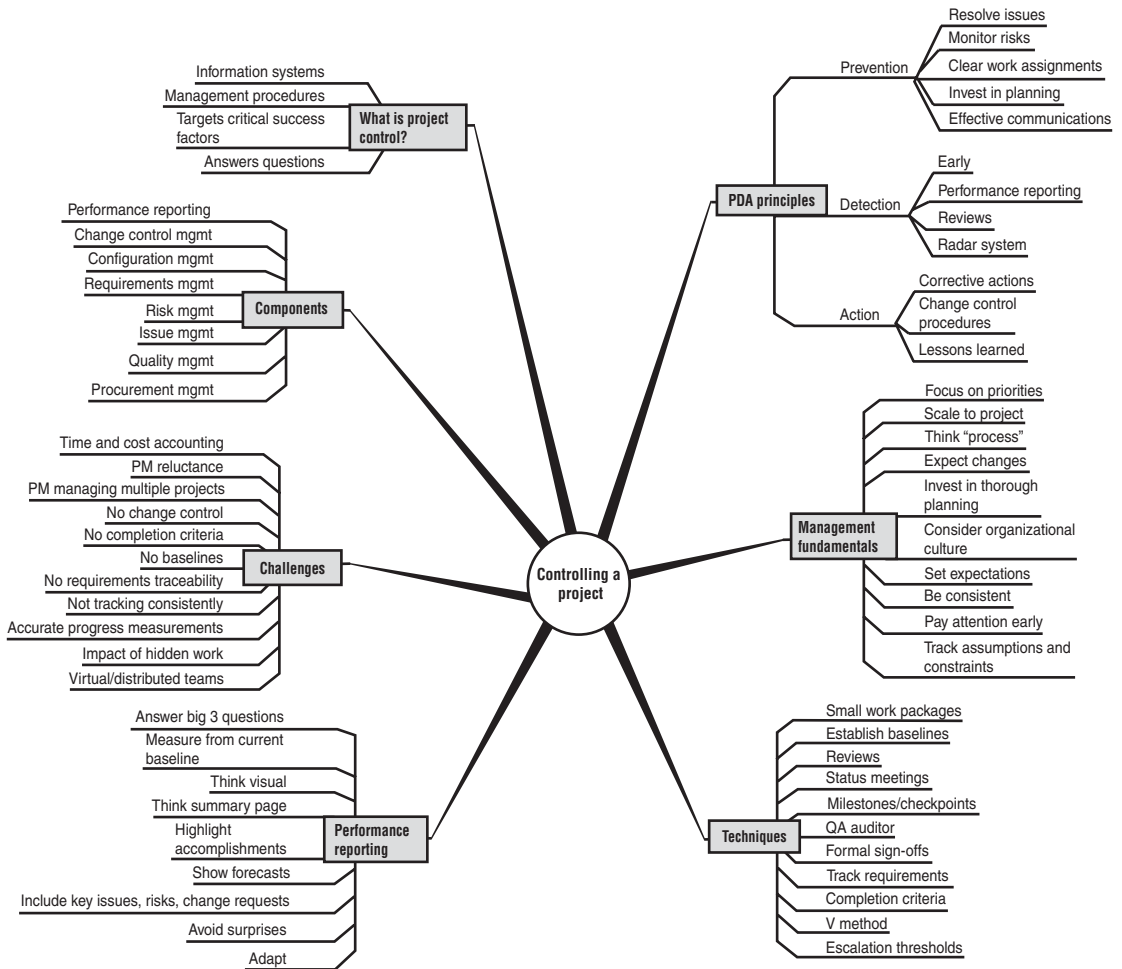 Information systems
Management procedures
Targets critical success
factors
Answers questions
What is project
control?
Performance reporting
Change control mgmt
Configuration mgmt
Requirements mgmt
Risk mgmt
Issue mgmt
Quality mgmt
Procurement mgmt
Components
Time and cost accounting
PM reluctance
PM managing multiple projects
No change control
No completion criteria
No baselines
No requirements traceability
Not tracking consistently
Accurate progress measurements
Impact of hidden work
Virtual/distributed teams
Challenges
Answer big 3 questions
Measure from current
baseline
Think visual
Think summary page
Highlight
accomplishments
Show forecasts
Include key issues, risks, change requests
Avoid surprises
Adapt
Performance
reporting
Controlling a
project
PDA principles
Prevention
Resolve issues
Monitor risks
Clear work assignments
Invest in planning
Effective communications
Detection
Early
Performance reporting
Reviews
Radar system
Action
Corrective actions
Change control
procedures
Lessons learned
Management
fundamentals
Focus on priorities
Scale to project
Think “process”
Expect changes
Invest in thorough
planning
Consider organizational
culture
Set expectations
Be consistent
Pay attention early
Track assumptions and
constraints
Techniques
Small work packages
Establish baselines
Reviews
Status meetings
Milestones/checkpoints
QA auditor
Formal sign-offs
Track requirements
Completion criteria
V method
Escalation thresholds